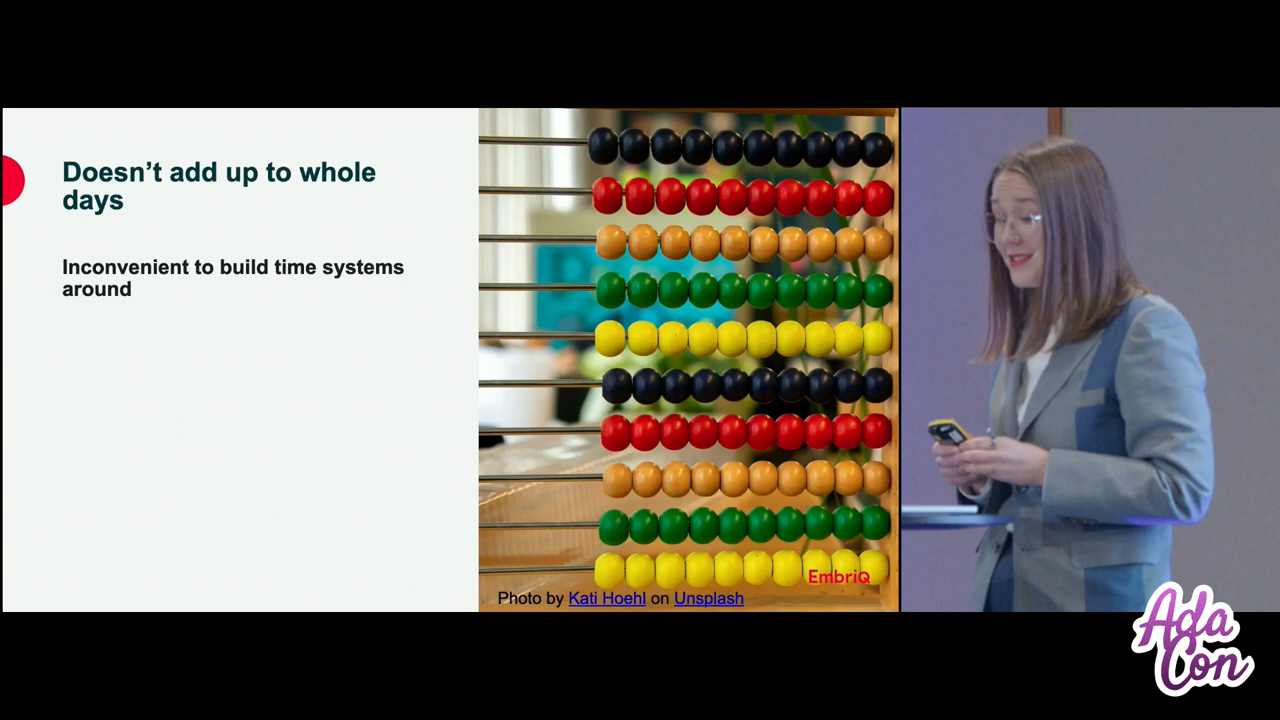 Doesn’t add up to whole
days
Inconvenient to build time systems
around
EmbriQ
Photo by Kati Hoehl on Unsplash
Ada
Con